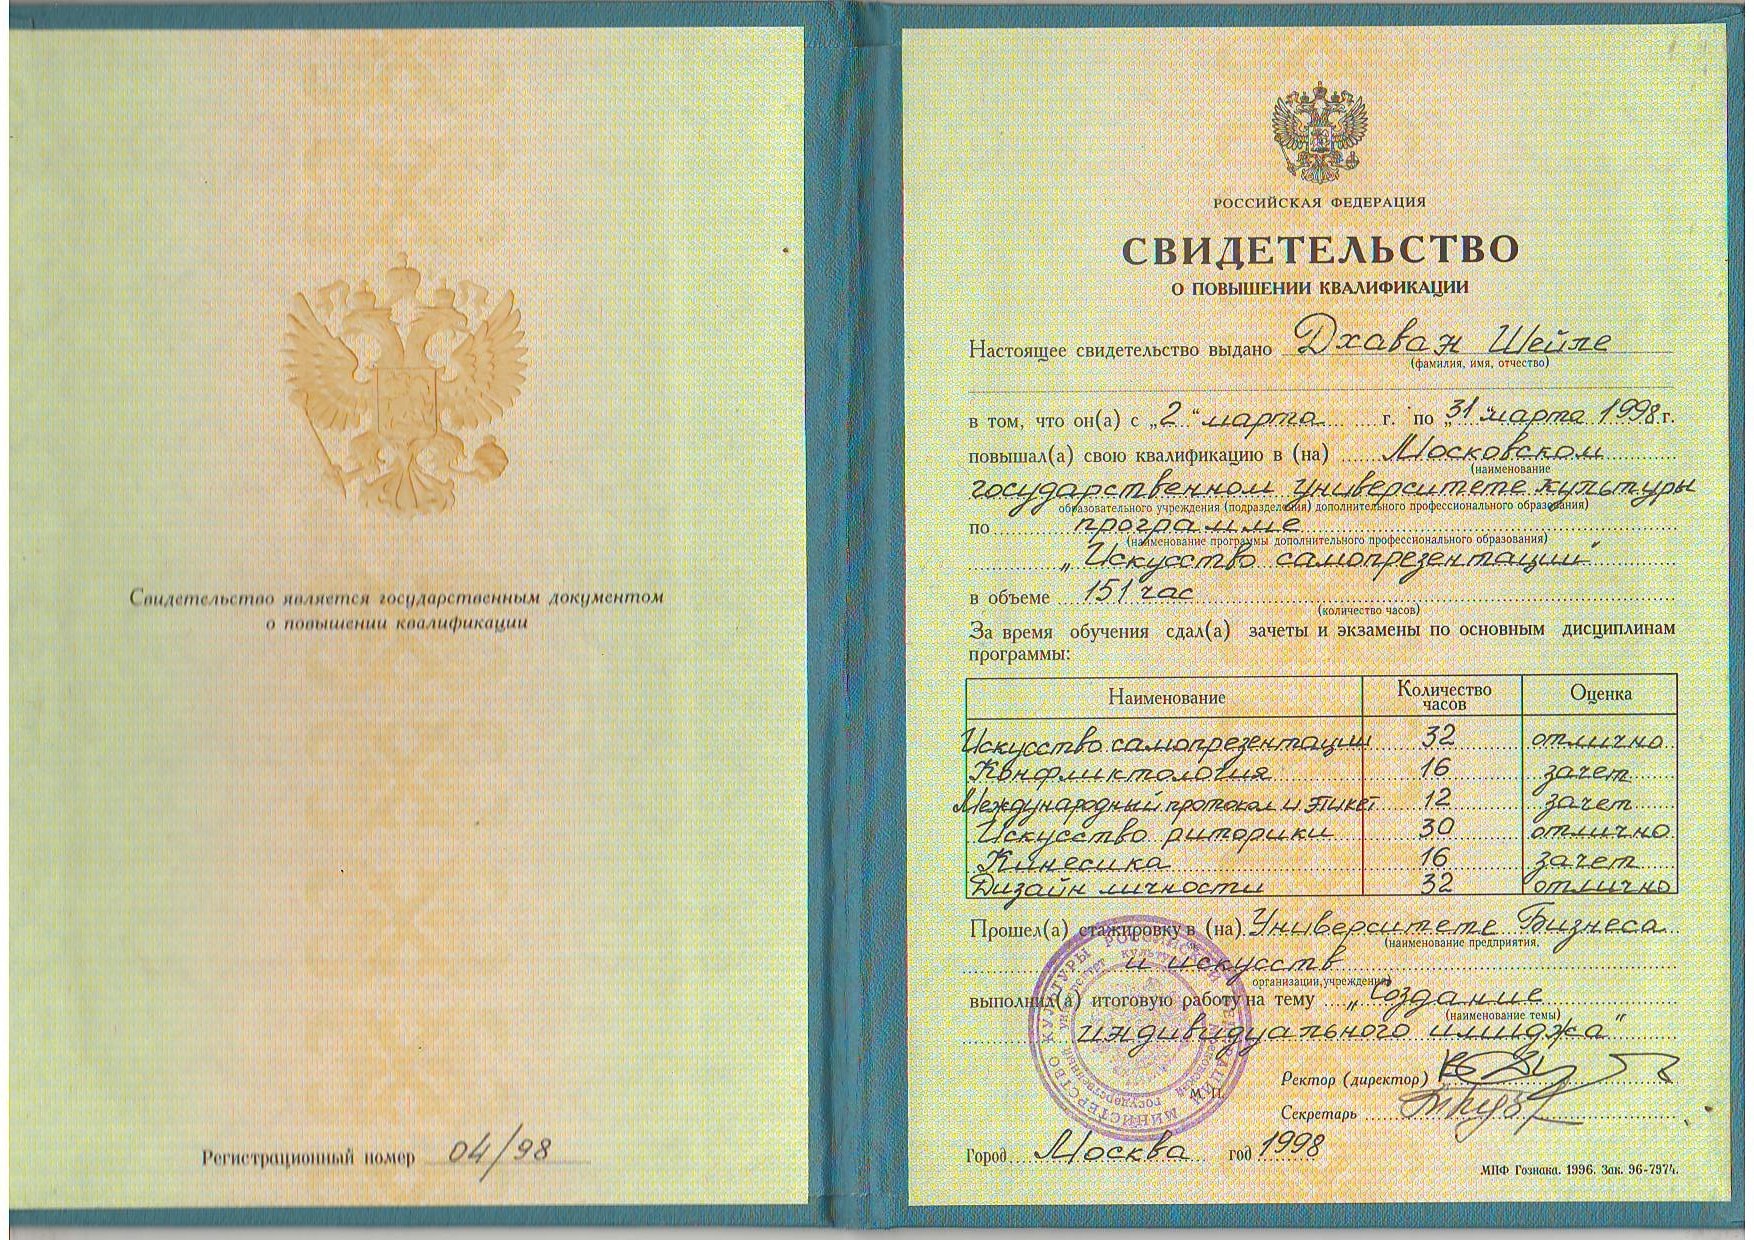 Свидетельство является государственным документом
о повышении квалификации
Регистрационный номер 04/98
РОССИЙСКАЯ ФЕДЕРАЦИЯ
СВИДЕТЕЛЬСТВО
О ПОВЫШЕНИИ КВАЛИФИКАЦИИ
Настоящее свидетельство выдано Дхаван Шейле
(фамилия, имя, отчество)
в том, что он(а) с „2“ марта г. по „31“ марта 1998 г.
повышал(а) свою квалификацию в (на) Московском
(наименование
государственном университете культуры
образовательного учреждения (подразделения) дополнительного профессионального образования)
по программе
(наименование программы дополнительного профессионального образования)
„Искусство самопрезентации"
в объеме 151 час
(количество часов)
За время обучения сдал(а) зачеты и экзамены по основным дисциплинам
программы:
Наименование Количество часов Оценка
Искусство самопрезентации 32 отлично
Конфликтология 16 зачет
Международный протокол и этикет 12 зачет
Искусство риторики 30 отлично
Кинесика 16 зачет
Дизайн личности 32 отлично
Прошел(а) стажировку в (на) Университете Бизнеса
(наименование предприятия,
и искусств
организации, учреждения)
выполнил(а) итоговую работу на тему „Создание
(наименование темы)
индивидуального имиджа"
Ректор (директор)
М. П.
Секретарь
Город Москва год 1998
МПФ Гознака. 1996. Зак. 96-7974.
МИНИСТЕРСТВО КУЛЬТУРЫ РОССИЙСКОЙ ФЕДЕРАЦИИ